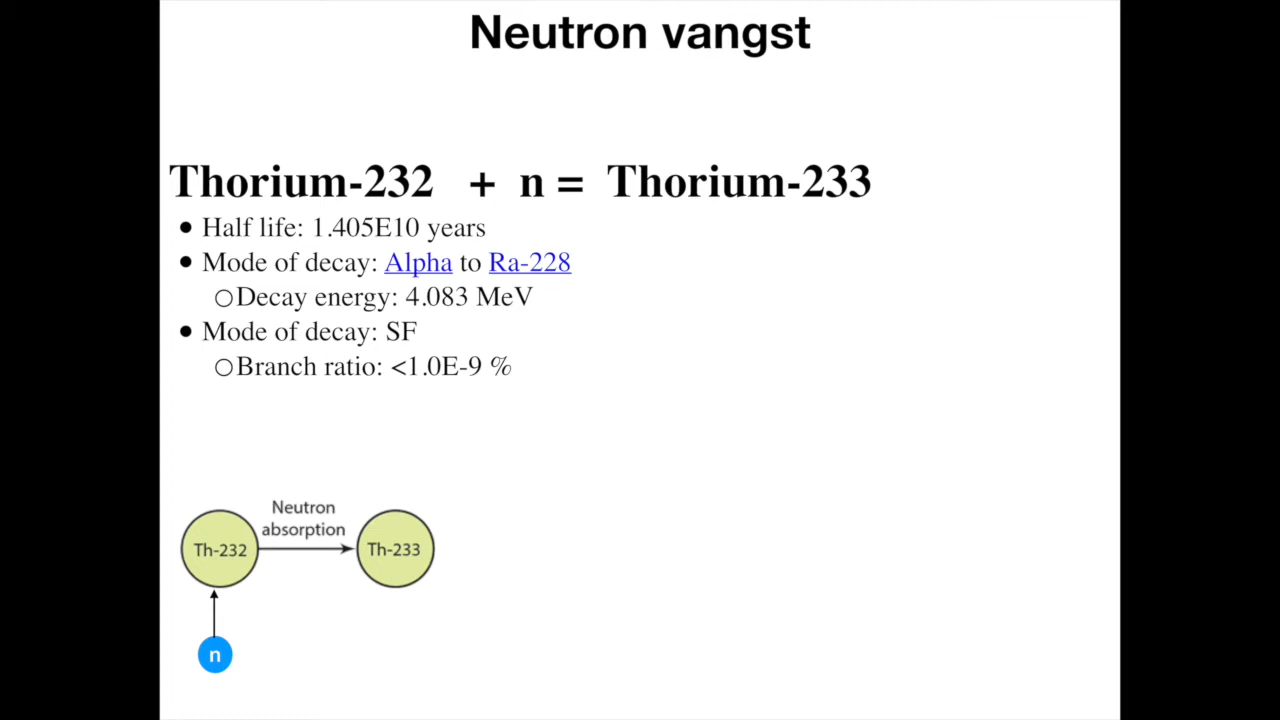 Neutron vangst
Thorium-232 + n = Thorium-233
● Half life: 1.405E10 years
● Mode of decay: Alpha to Ra-228
○Decay energy: 4.083 MeV
● Mode of decay: SF
○Branch ratio: <1.0E-9 %
Neutron
absorption
Th-232
Th-233
n